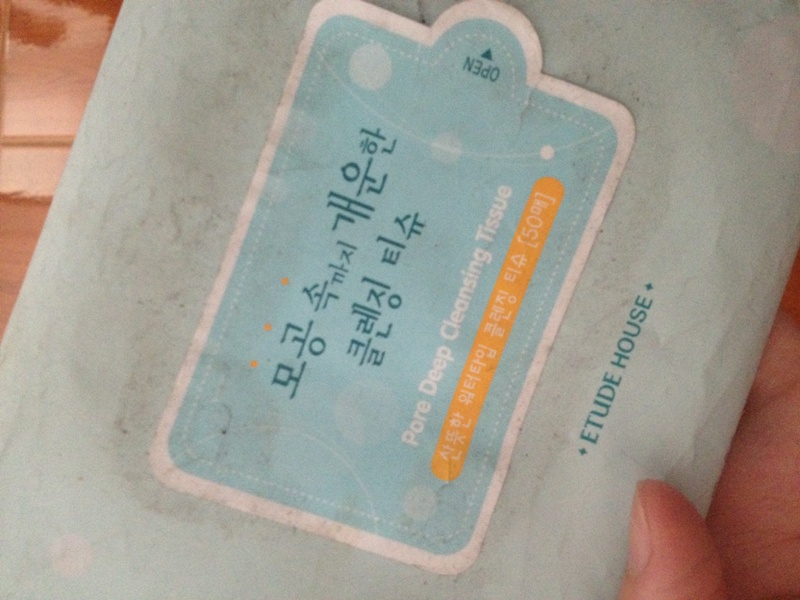 OPEN
모공 속까지 개운한
클렌징 티슈
Pore Deep Cleansing Tissue
산뜻한 워터타입 클렌징 티슈 [50매]
ETUDE HOUSE